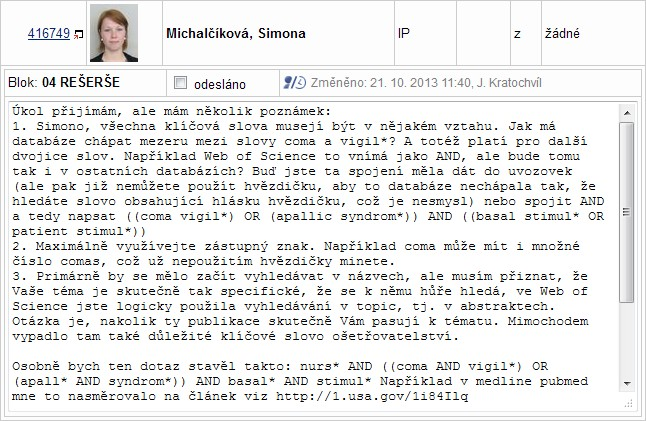 416749 Michalčíková, Simona IP z žádné
Blok: 04 REŠERŠE odesláno Změněno: 21. 10. 2013 11:40, J. Kratochvíl
Úkol přijímám, ale mám několik poznámek:
1. Simono, všechna klíčová slova musejí být v nějakém vztahu. Jak má
databáze chápat mezeru mezi slovy coma a vigil*? A totéž platí pro další
dvojice slov. Například Web of Science to vnímá jako AND, ale bude tomu
tak i v ostatních databázích? Buď jste ta spojení měla dát do uvozovek
(ale pak již nemůžete použít hvězdičku, aby to databáze nechápala tak, že
hledáte slovo obsahující hlásku hvězdičku, což je nesmysl) nebo spojit AND
a tedy napsat ((coma vigil*) OR (apallic syndrom*)) AND ((basal stimul* OR
patient stimul*))
2. Maximálně využívejte zástupný znak. Například coma může mít i množné
číslo comas, což už nepoužitím hvězdičky minete.
3. Primárně by se mělo začít vyhledávat v názvech, ale musím přiznat, že
Vaše téma je skutečně tak specifické, že se k němu hůře hledá, ve Web of
Science jste logicky použila vyhledávání v topic, tj. v abstraktech.
Otázka je, nakolik ty publikace skutečně Vám pasují k tématu. Mimochodem
vypadlo tam také důležité klíčové slovo ošetřovatelství.
Osobně bych ten dotaz stavěl takto: nurs* AND ((coma AND vigil*) OR
(apall* AND syndrom*)) AND basal* AND stimul* Například v medline pubmed
mne to nasměrovalo na článek viz http://1.usa.gov/1i84Ilq